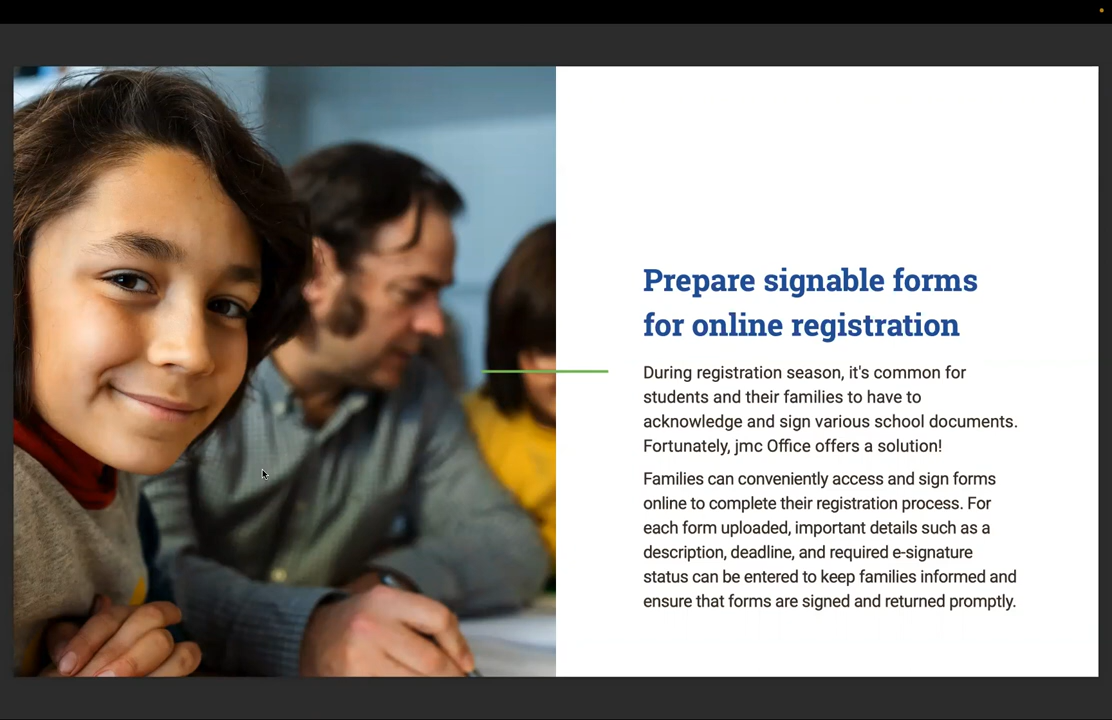 Prepare signable forms
for online registration
During registration season, it's common for
students and their families to have to
acknowledge and sign various school documents.
Fortunately, jmc Office offers a solution!
Families can conveniently access and sign forms
online to complete their registration process. For
each form uploaded, important details such as a
description, deadline, and required e-signature
status can be entered to keep families informed and
ensure that forms are signed and returned promptly.